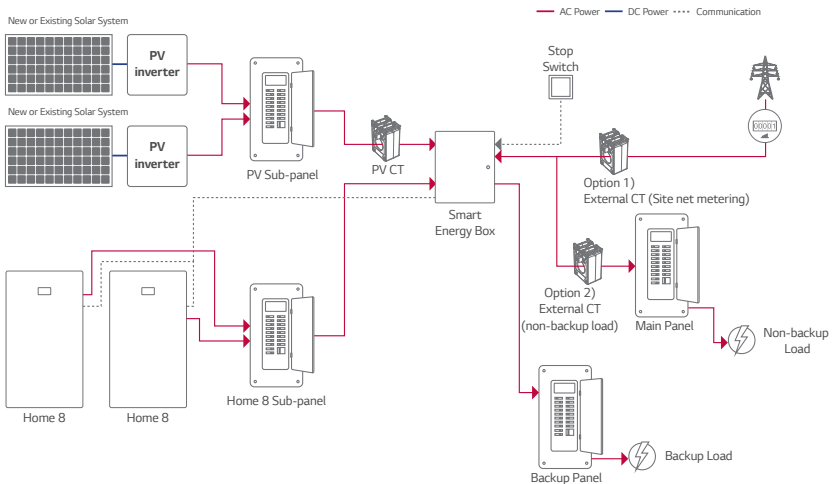 AC Power
DC Power
Communication
New or Existing Solar System
PV
inverter
New or Existing Solar System
PV
inverter
PV Sub-panel
PV CT
Stop
Switch
00001
Option 1)
External CT (Site net metering)
Smart
Energy Box
Option 2)
External CT
(non-backup load)
Main Panel
Non-backup
Load
Home 8
Home 8
Home 8 Sub-panel
Backup Panel
Backup Load